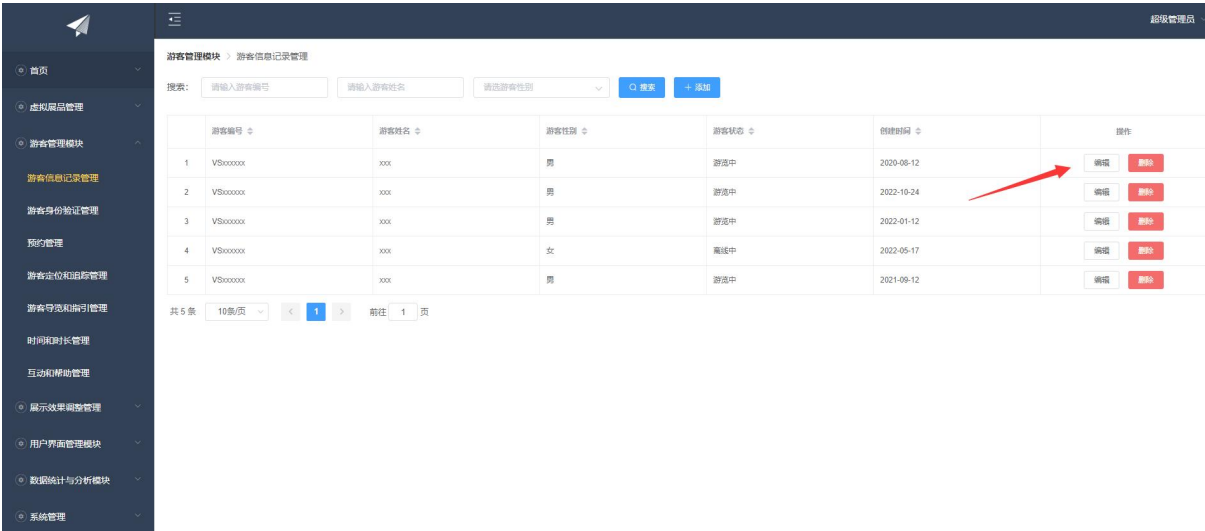 超级管理员
首页
虚拟展品管理
游客管理模块
游客信息记录管理
游客身份验证管理
预约管理
游客定位和追踪管理
游客导览和指引管理
时间和时长管理
互动和帮助管理
展示效果调整管理
用户界面管理模块
数据统计与分析模块
系统管理
游客管理模块 > 游客信息记录管理
搜索： 请输入游客编号 请输入游客姓名 请选游客性别 搜索 + 添加
游客编号 游客姓名 游客性别 游客状态 创建时间 操作
1 VSxxxxxx xxx 男 游览中 2020-08-12 编辑 删除
2 VSxxxxxx xxx 男 游览中 2022-10-24 编辑 删除
3 VSxxxxxx xxx 男 游览中 2022-01-12 编辑 删除
4 VSxxxxxx xxx 女 离线中 2022-05-17 编辑 删除
5 VSxxxxxx xxx 男 游览中 2021-09-12 编辑 删除
共 5 条 10条/页 < 1 > 前往 1 页